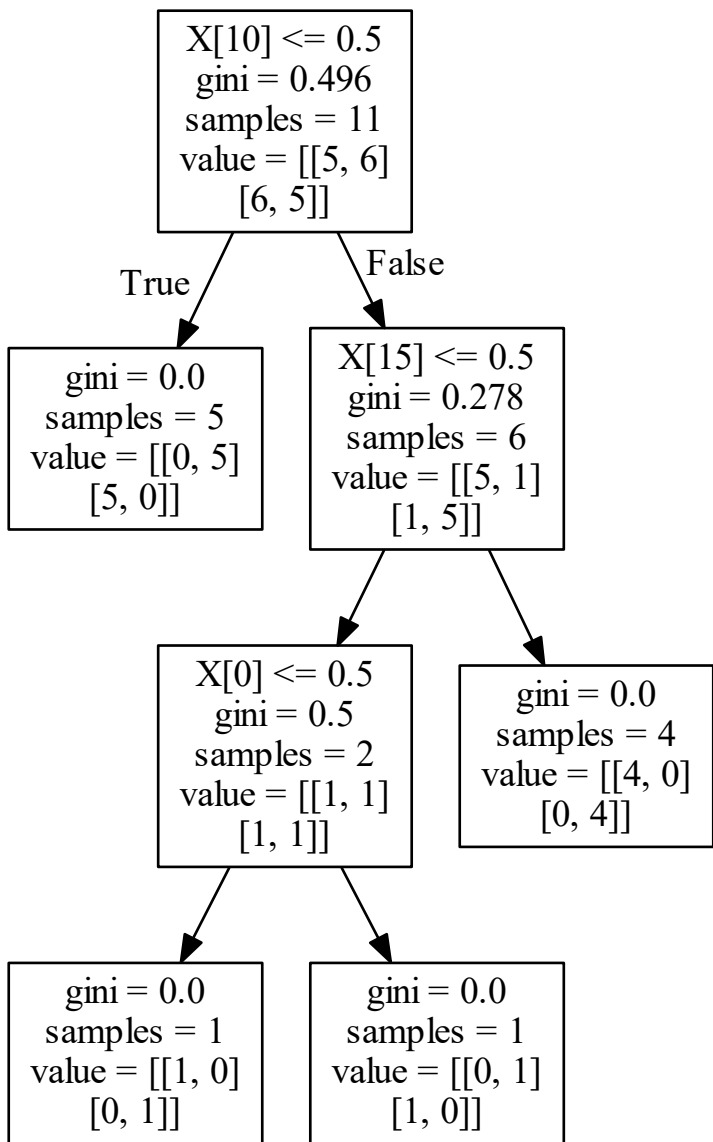 X[10] <= 0.5
gini = 0.496
samples = 11
value = [[5, 6]
[6, 5]]
True
False
gini = 0.0
samples = 5
value = [[0, 5]
[5, 0]]
X[15] <= 0.5
gini = 0.278
samples = 6
value = [[5, 1]
[1, 5]]
X[0] <= 0.5
gini = 0.5
samples = 2
value = [[1, 1]
[1, 1]]
gini = 0.0
samples = 4
value = [[4, 0]
[0, 4]]
gini = 0.0
samples = 1
value = [[1, 0]
[0, 1]]
gini = 0.0
samples = 1
value = [[0, 1]
[1, 0]]